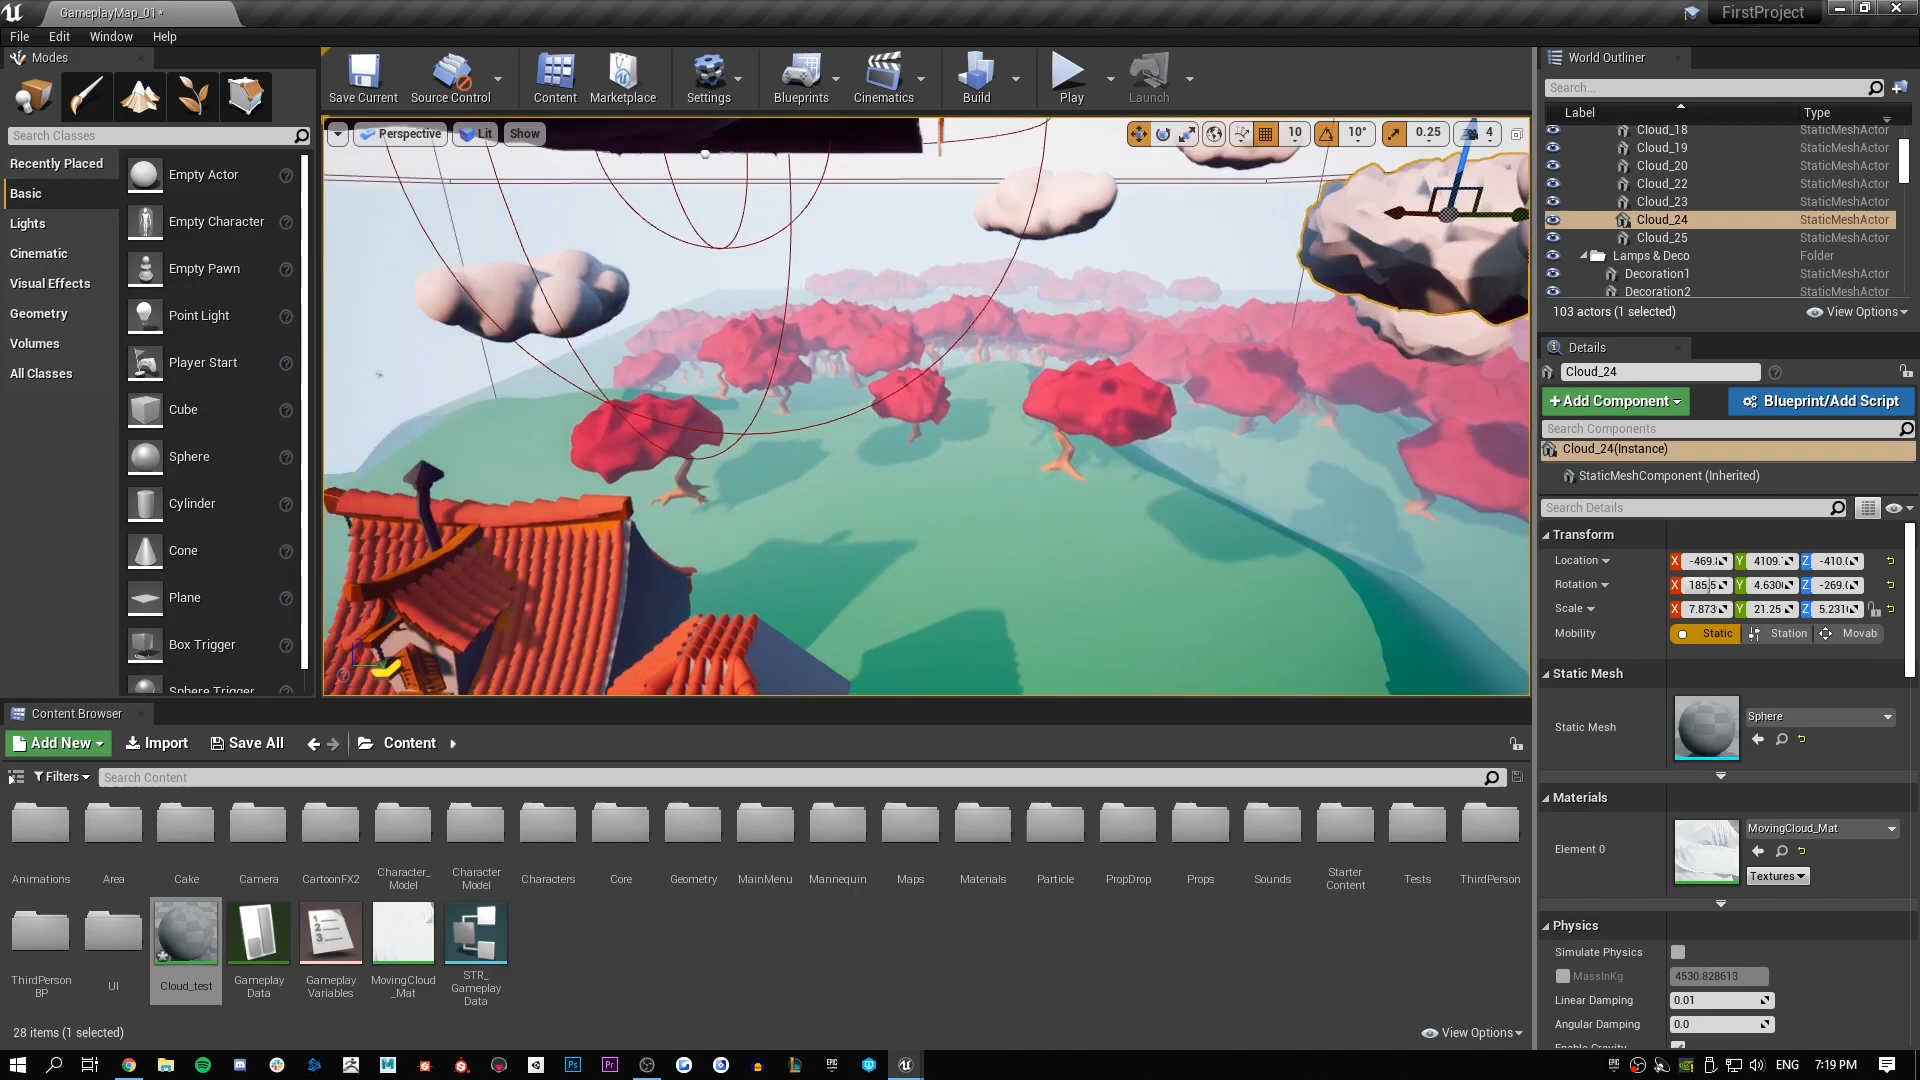 GameplayMap_01*
FirstProject
File Edit Window Help
Modes
Search Classes
Recently Placed
Basic
Lights
Cinematic
Visual Effects
Geometry
Volumes
All Classes
Empty Actor
Empty Character
Empty Pawn
Point Light
Player Start
Cube
Sphere
Cylinder
Cone
Plane
Box Trigger
Sphere Trigger
Save Current
Source Control
Content
Marketplace
Settings
Blueprints
Cinematics
Build
Play
Launch
Perspective Lit Show
10 10° 0.25 4
World Outliner
Search...
Label Type
Cloud_18 StaticMeshActor
Cloud_19 StaticMeshActor
Cloud_20 StaticMeshActor
Cloud_22 StaticMeshActor
Cloud_23 StaticMeshActor
Cloud_24 StaticMeshActor
Cloud_25 StaticMeshActor
Lamps & Deco Folder
Decoration1 StaticMeshActor
Decoration2 StaticMeshActor
103 actors (1 selected) View Options
Details
Cloud_24
+Add Component Blueprint/Add Script
Search Components
Cloud_24(Instance)
StaticMeshComponent (Inherited)
Search Details
Transform
Location X Y 4109. Z
Rotation X 185.5 Y Z
Scale X 7.873 Y 21.25 Z
Mobility Static Station Movab
Static Mesh
Static Mesh Sphere
Materials
Element 0 MovingCloud_Mat
Textures
Physics
Simulate Physics
MassInKg 4530.828613
Linear Damping 0.01
Angular Damping 0.0
Enable Gravity
Content Browser
Add New Import Save All Content
Filters Search Content
Animations
Area
Cake
Camera
CartoonFX2
Character_
Model
Character
Model
Characters
Core
Geometry
MainMenu
Mannequin
Maps
Materials
Particle
PropDrop
Props
Sounds
Starter
Content
Tests
ThirdPerson
ThirdPerson
BP
UI
Cloud_test
Gameplay
Data
Gameplay
Variables
MovingCloud
_Mat
STR_
Gameplay
Data
28 items (1 selected) View Options
ENG 7:19 PM